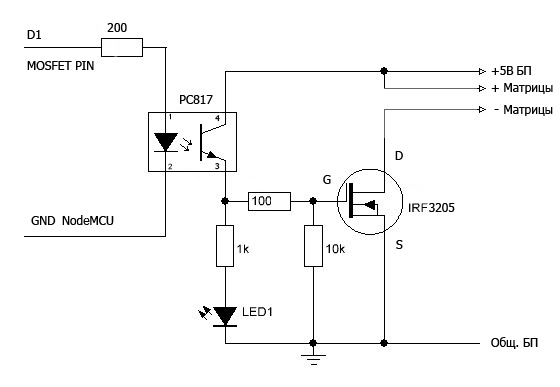 D1
200
MOSFET PIN
PC817
+5В БП
+ Матрицы
- Матрицы
1
4
2
3
D
G
100
IRF3205
GND NodeMCU
S
1k
10k
LED1
Общ. БП